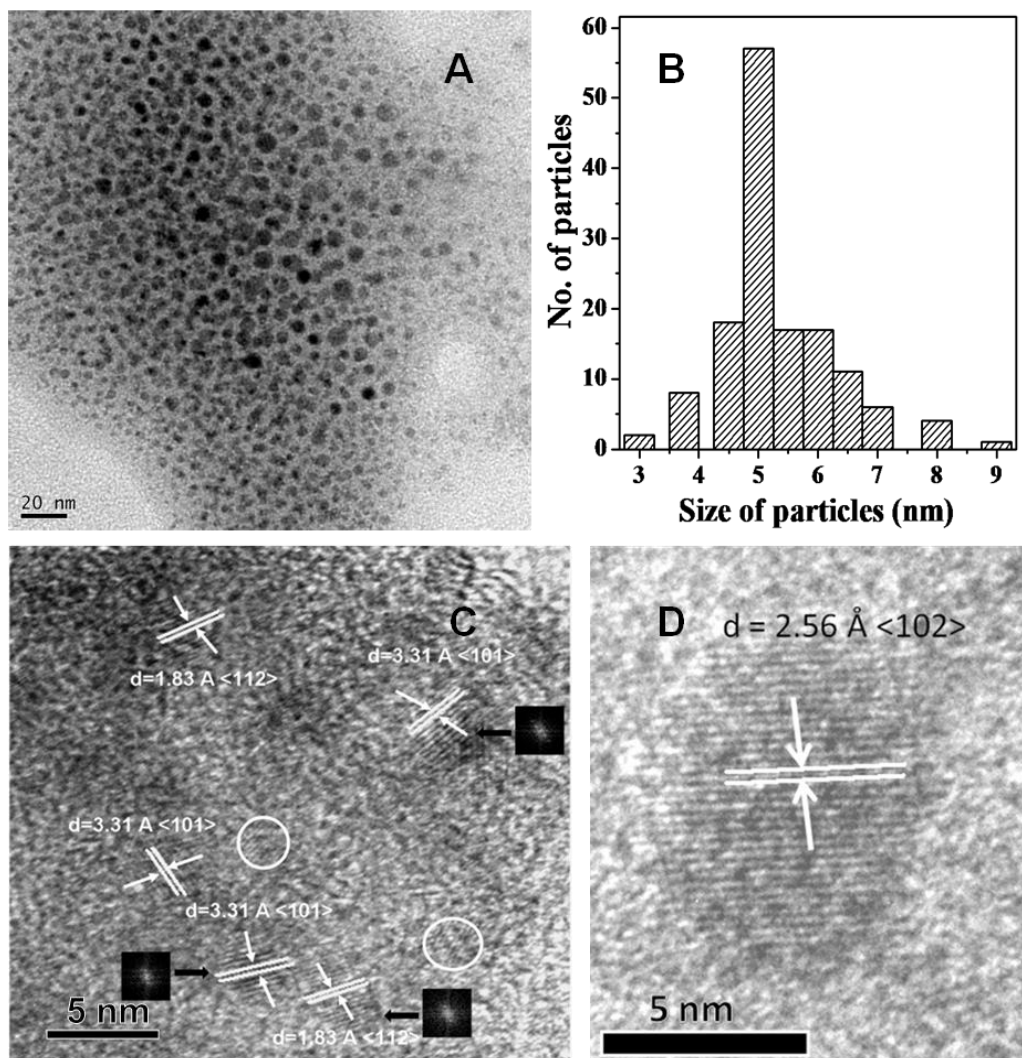 A
20 nm
B
No. of particles
60
50
40
30
20
10
0
3 4 5 6 7 8 9
Size of particles (nm)
C
d=1.83 A <112>
d=3.31 A <101>
d=3.31 A <101>
d=3.31 A <101>
d=1.83 A <112>
5 nm
D
d = 2.56 Å <102>
5 nm